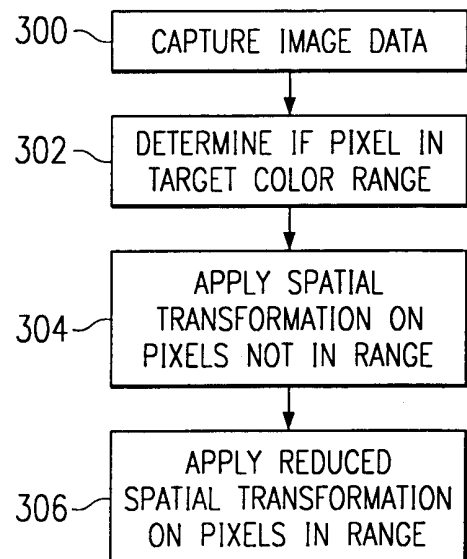 300
CAPTURE IMAGE DATA
302
DETERMINE IF PIXEL IN
TARGET COLOR RANGE
304
APPLY SPATIAL
TRANSFORMATION ON
PIXELS NOT IN RANGE
306
APPLY REDUCED
SPATIAL TRANSFORMATION
ON PIXELS IN RANGE